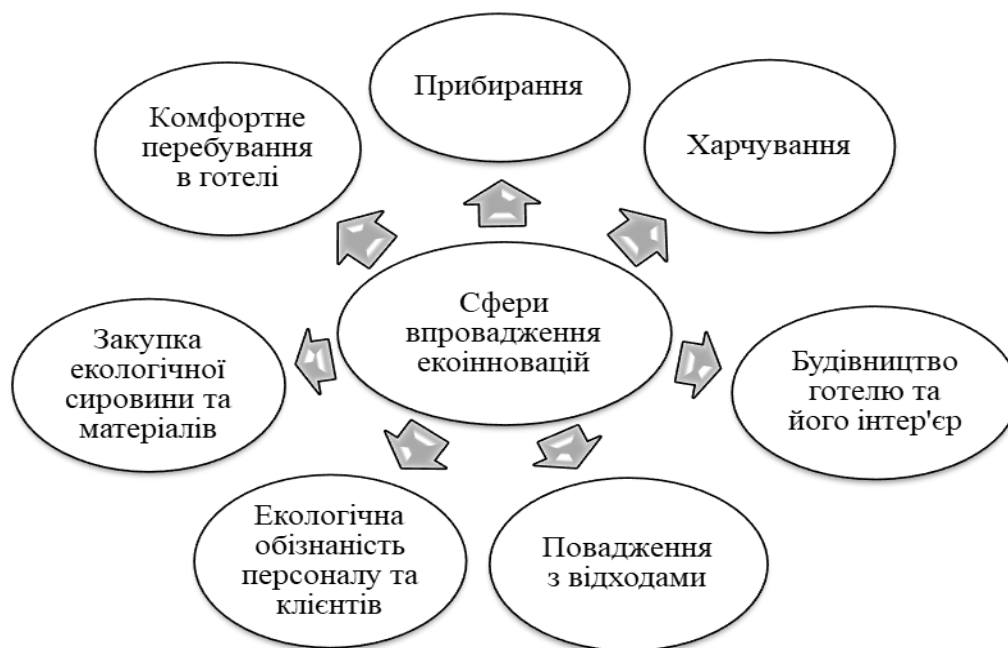 Прибирання
Комфортне
перебування
в готелі
Харчування
Сфери
впровадження
екоінновацій
Закупка
екологічної
сировини та
матеріалів
Будівництво
готелю та
його інтер'єр
Екологічна
обізнаність
персоналу та
клієнтів
Повадження
з відходами